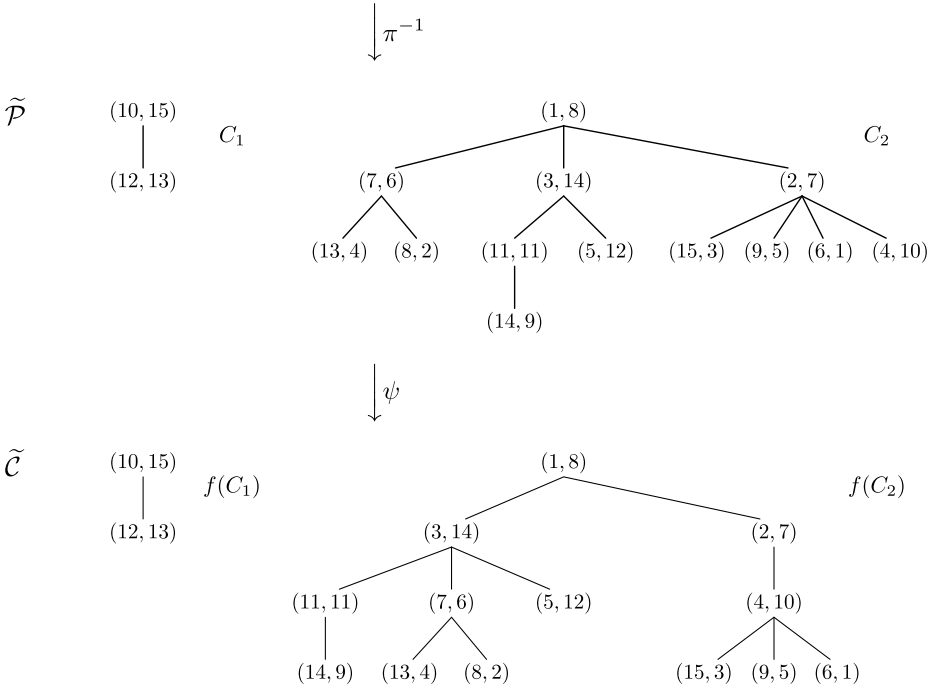 π⁻¹
P̃ (10, 15) C₁ (1, 8) C₂
(12, 13) (7, 6) (3, 14) (2, 7)
(13, 4) (8, 2) (11, 11) (5, 12) (15, 3) (9, 5) (6, 1) (4, 10)
(14, 9)
ψ
C̃ (10, 15) f(C₁) (1, 8) f(C₂)
(12, 13) (3, 14) (2, 7)
(11, 11) (7, 6) (5, 12) (4, 10)
(14, 9) (13, 4) (8, 2) (15, 3) (9, 5) (6, 1)